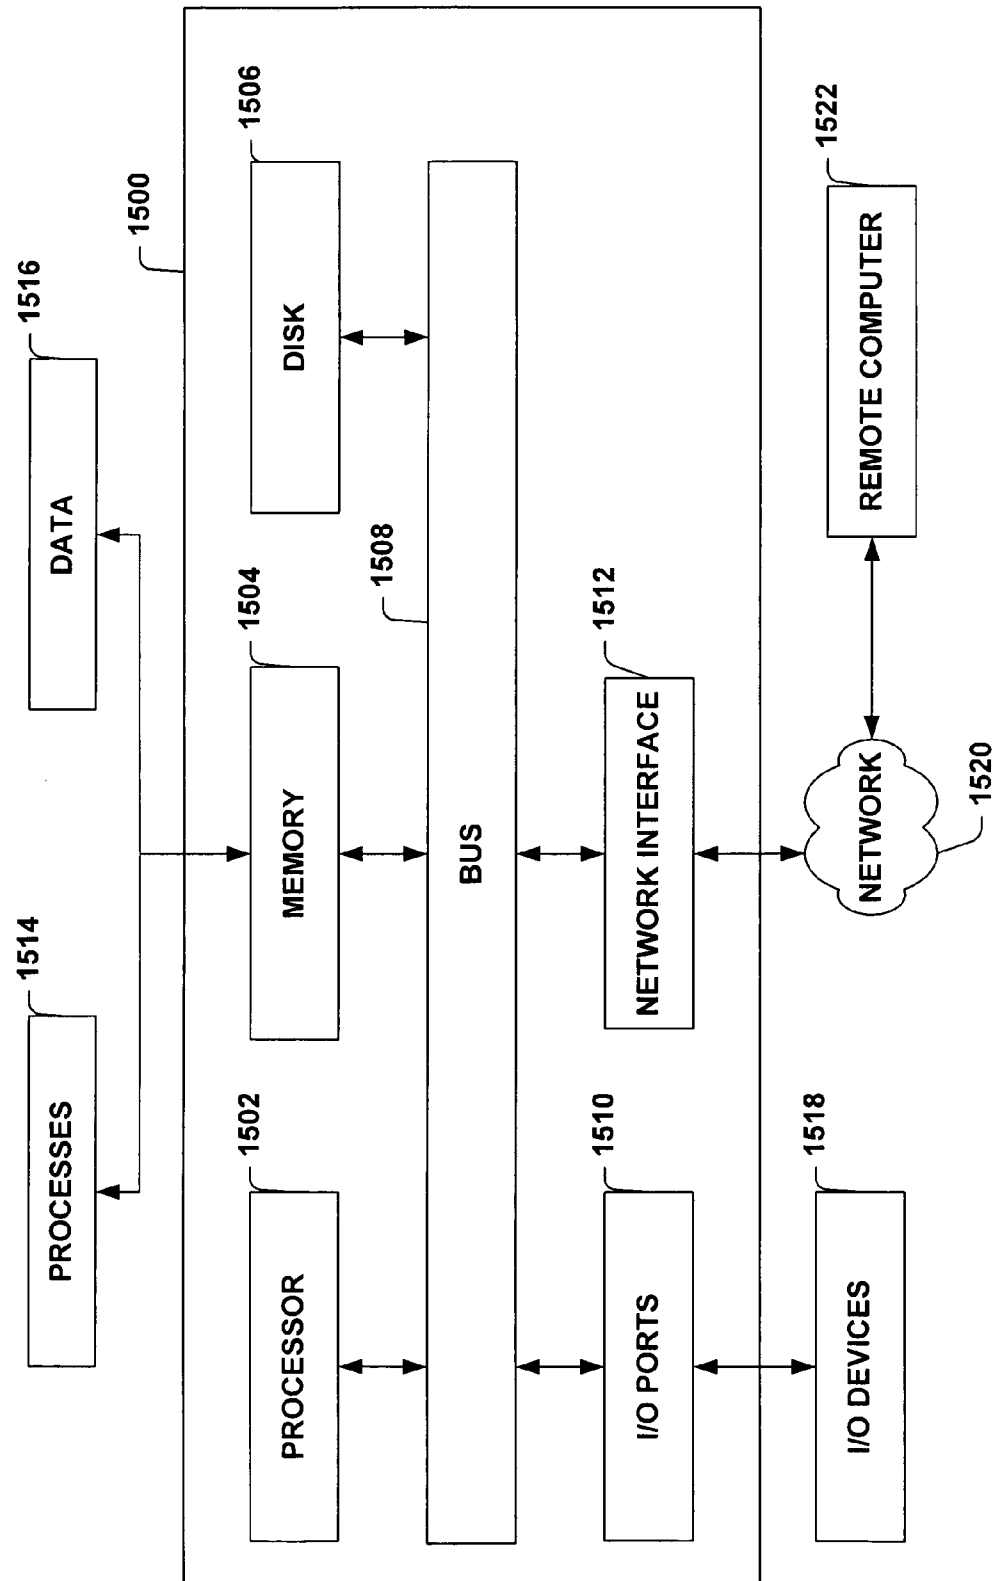 PROCESSES
1514
DATA
1516
1500
PROCESSOR
1502
MEMORY
1504
DISK
1506
BUS
1508
I/O PORTS
1510
NETWORK INTERFACE
1512
I/O DEVICES
1518
NETWORK
1520
REMOTE COMPUTER
1522